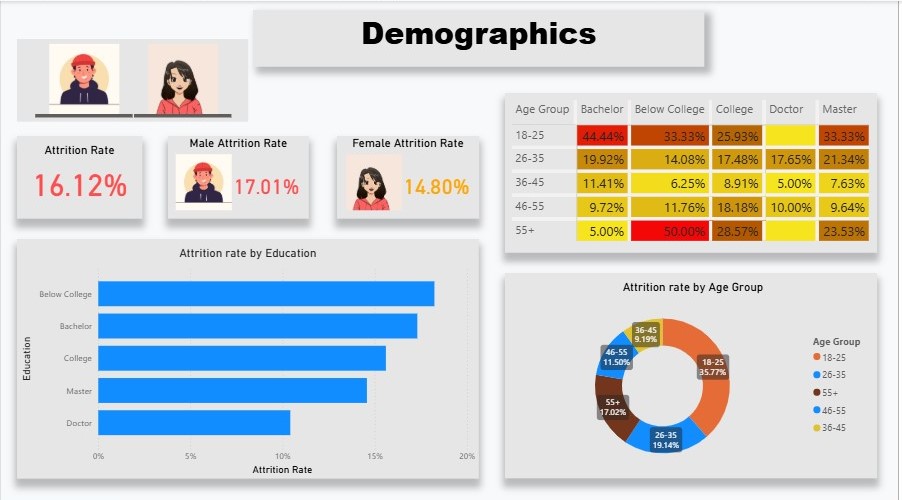 Demographics
Attrition Rate
16.12%
Male Attrition Rate
17.01%
Female Attrition Rate
14.80%
Age Group Bachelor Below College College Doctor Master
18-25 44.44% 33.33% 25.93% 33.33%
26-35 19.92% 14.08% 17.48% 17.65% 21.34%
36-45 11.41% 6.25% 8.91% 5.00% 7.63%
46-55 9.72% 11.76% 18.18% 10.00% 9.64%
55+ 5.00% 50.00% 28.57% 23.53%
Attrition rate by Education
Education
Below College
Bachelor
College
Master
Doctor
0% 5% 10% 15% 20%
Attrition Rate
Attrition rate by Age Group
36-45
9.19%
46-55
11.50%
18-25
35.77%
55+
17.02%
26-35
19.14%
Age Group
18-25
26-35
55+
46-55
36-45